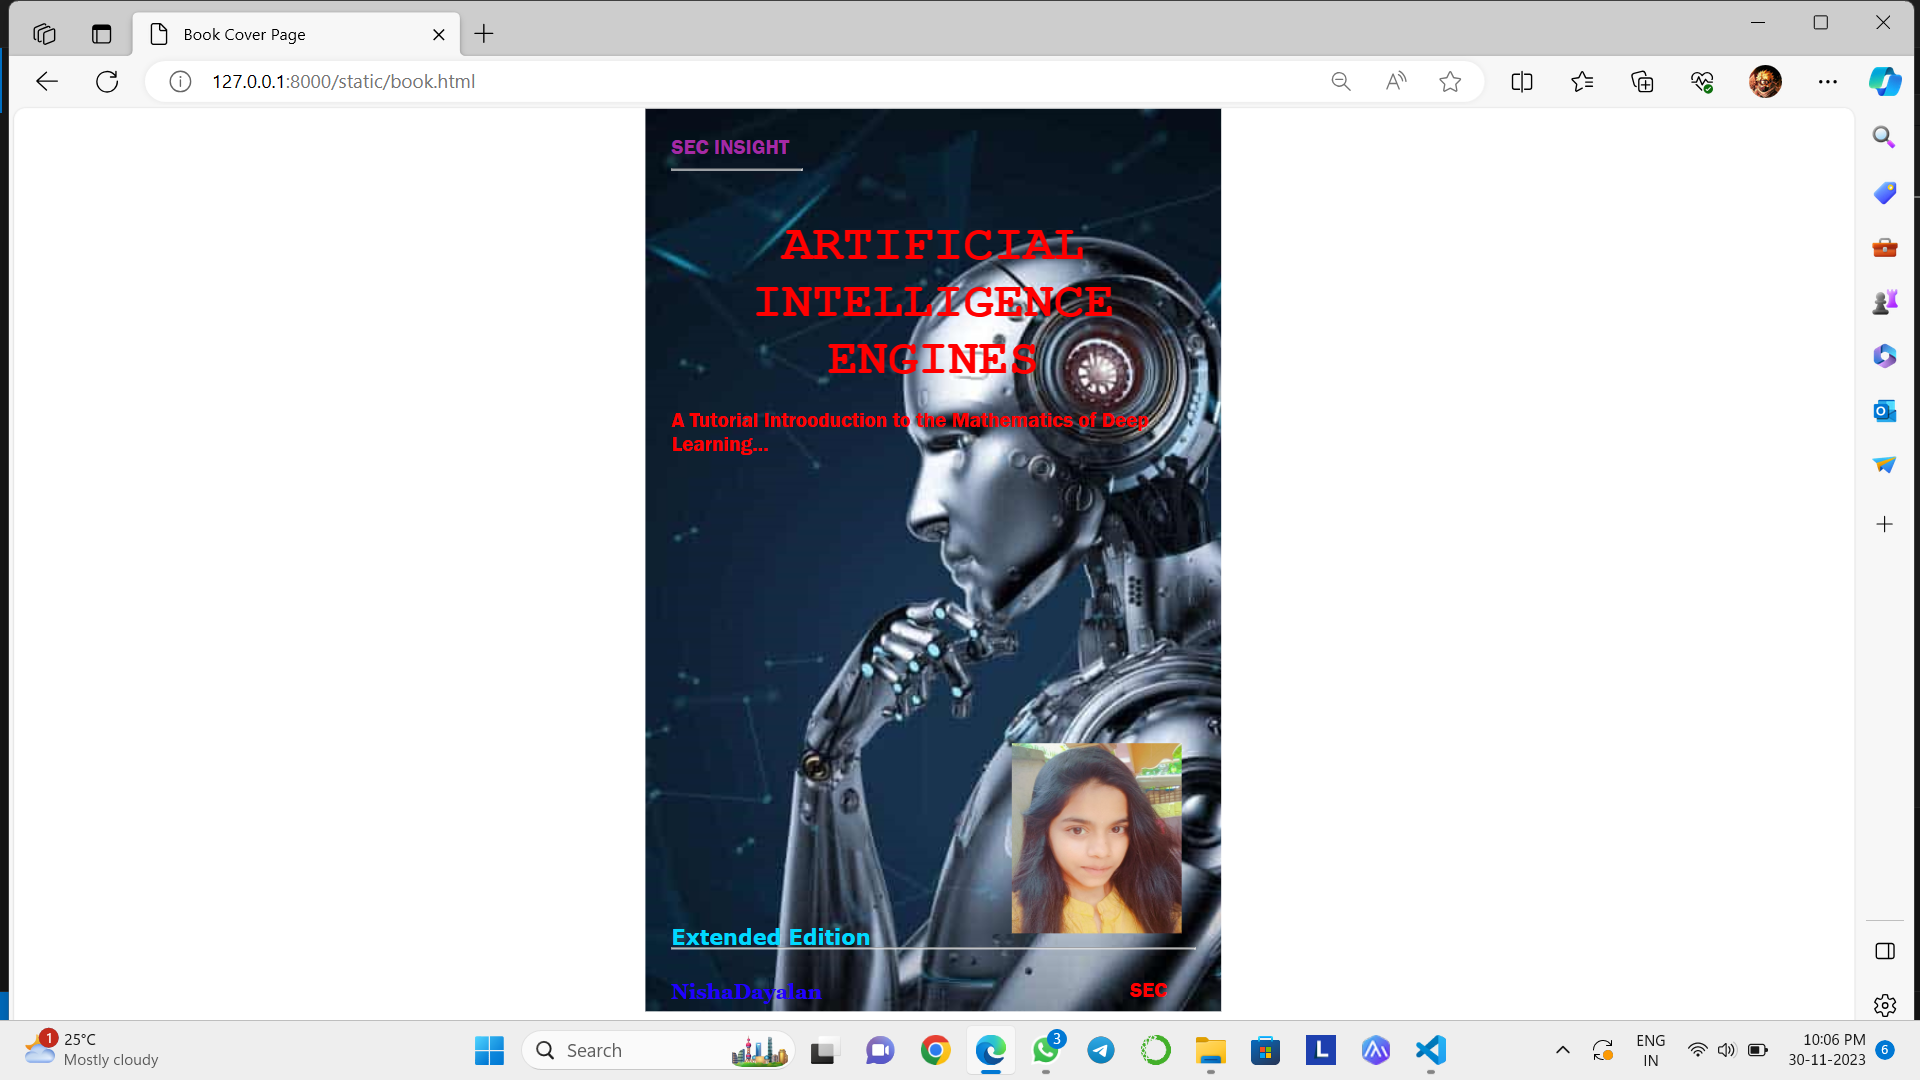 Book Cover Page
127.0.0.1:8000/static/book.html
SEC INSIGHT
ARTIFICIAL
INTELLIGENCE
ENGINES
A Tutorial Introoduction to the Mathematics of Deep
Learning...
Extended Edition
NishaDayalan
SEC
1
25°C
Mostly cloudy
Search
3
L
ENG
IN
10:06 PM
30-11-2023
6